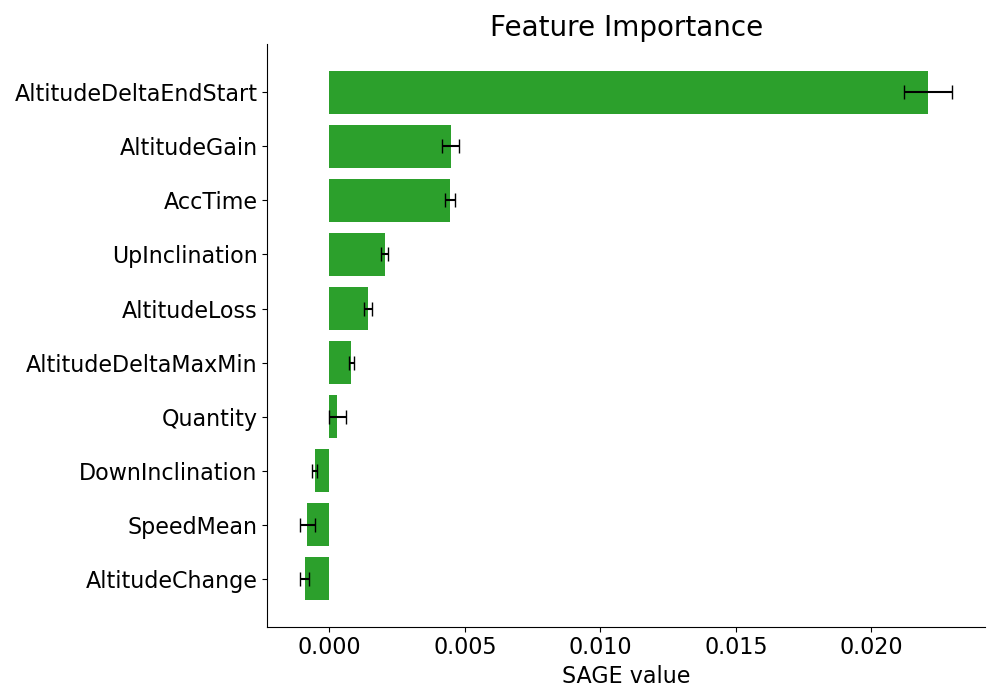 Feature Importance
AltitudeDeltaEndStart
AltitudeGain
AccTime
UpInclination
AltitudeLoss
AltitudeDeltaMaxMin
Quantity
DownInclination
SpeedMean
AltitudeChange
0.000 0.005 0.010 0.015 0.020
SAGE value